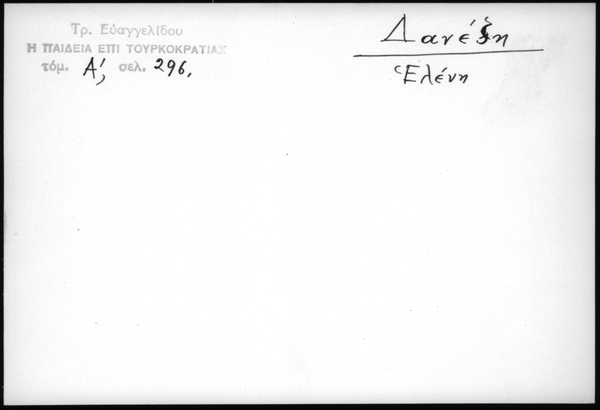 Τρ. Εὐαγγελίδου
Η ΠΑΙΔΕΙΑ ΕΠΙ ΤΟΥΡΚΟΚΡΑΤΙΑΣ
τόμ. Α΄, σελ. 296.
Δανέζη
Ἑλένη